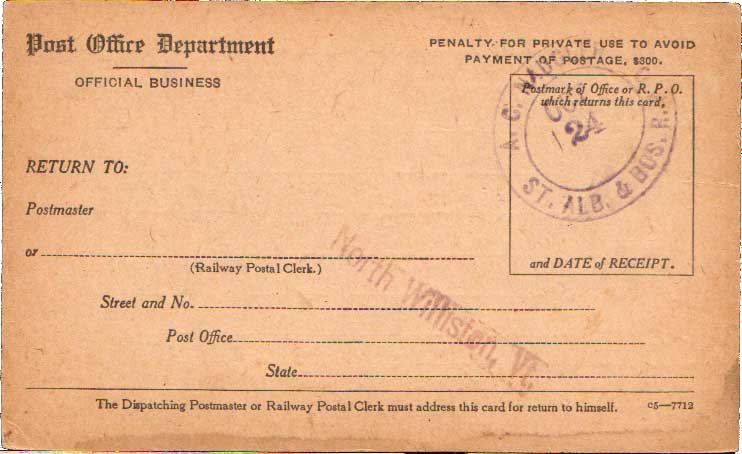 Post Office Department
OFFICIAL BUSINESS
PENALTY FOR PRIVATE USE TO AVOID
PAYMENT OF POSTAGE, $300.
Postmark of Office or R. P. O.
which returns this card,
A. C.
24
ST. ALB. & BOS. R.
and DATE of RECEIPT.
RETURN TO:
Postmaster
or
(Railway Postal Clerk.)
North Williston, Vt.
Street and No.
Post Office
State
The Dispatching Postmaster or Railway Postal Clerk must address this card for return to himself.
c5—7712